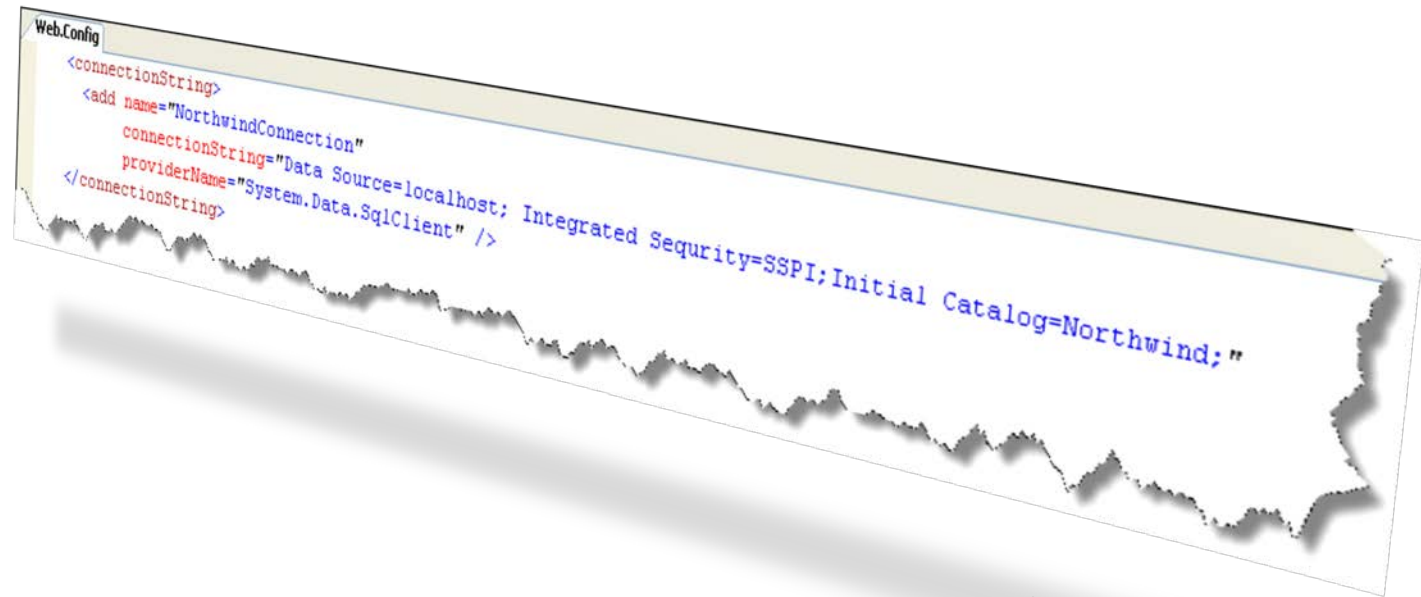 Web.Config
<connectionString>
<add name="NorthwindConnection"
connectionString="Data Source=localhost; Integrated Sequrity=SSPI;Initial Catalog=Northwind;"
providerName="System.Data.SqlClient" />
</connectionString>